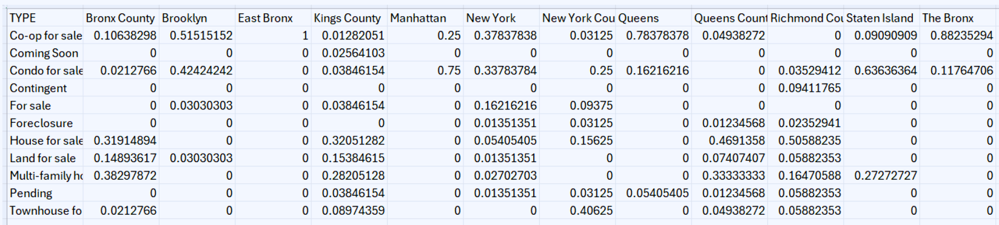 TYPE Bronx County Brooklyn East Bronx Kings County Manhattan New York New York Cou Queens Queens Count Richmond Cou Staten Island The Bronx
Co-op for sale 0.10638298 0.51515152 1 0.01282051 0.25 0.37837838 0.03125 0.78378378 0.04938272 0 0.09090909 0.88235294
Coming Soon 0 0 0 0.02564103 0 0 0 0 0 0 0 0
Condo for sale 0.0212766 0.42424242 0 0.03846154 0.75 0.33783784 0.25 0.16216216 0 0.03529412 0.63636364 0.11764706
Contingent 0 0 0 0 0 0 0 0 0 0.09411765 0 0
For sale 0 0.03030303 0 0.03846154 0 0.16216216 0.09375 0 0 0 0 0
Foreclosure 0 0 0 0 0 0.01351351 0.03125 0 0.01234568 0.02352941 0 0
House for sale 0.31914894 0 0 0.32051282 0 0.05405405 0.15625 0 0.4691358 0.50588235 0 0
Land for sale 0.14893617 0.03030303 0 0.15384615 0 0.01351351 0 0 0.07407407 0.05882353 0 0
Multi-family ho 0.38297872 0 0 0.28205128 0 0.02702703 0 0 0.33333333 0.16470588 0.27272727 0
Pending 0 0 0 0.03846154 0 0.01351351 0.03125 0.05405405 0.01234568 0.05882353 0 0
Townhouse fo 0.0212766 0 0 0.08974359 0 0 0.40625 0 0.04938272 0.05882353 0 0